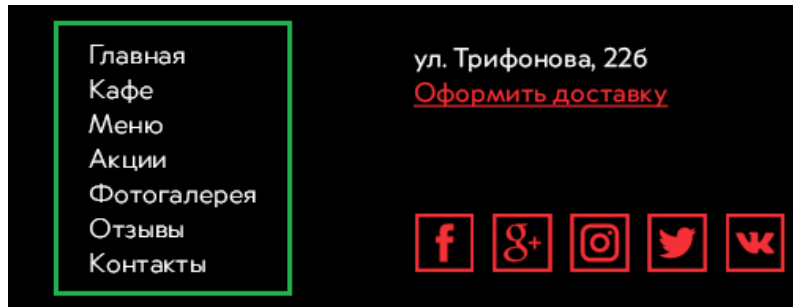 Главная
Кафе
Меню
Акции
Фотогалерея
Отзывы
Контакты
ул. Трифонова, 22б
Оформить доставку